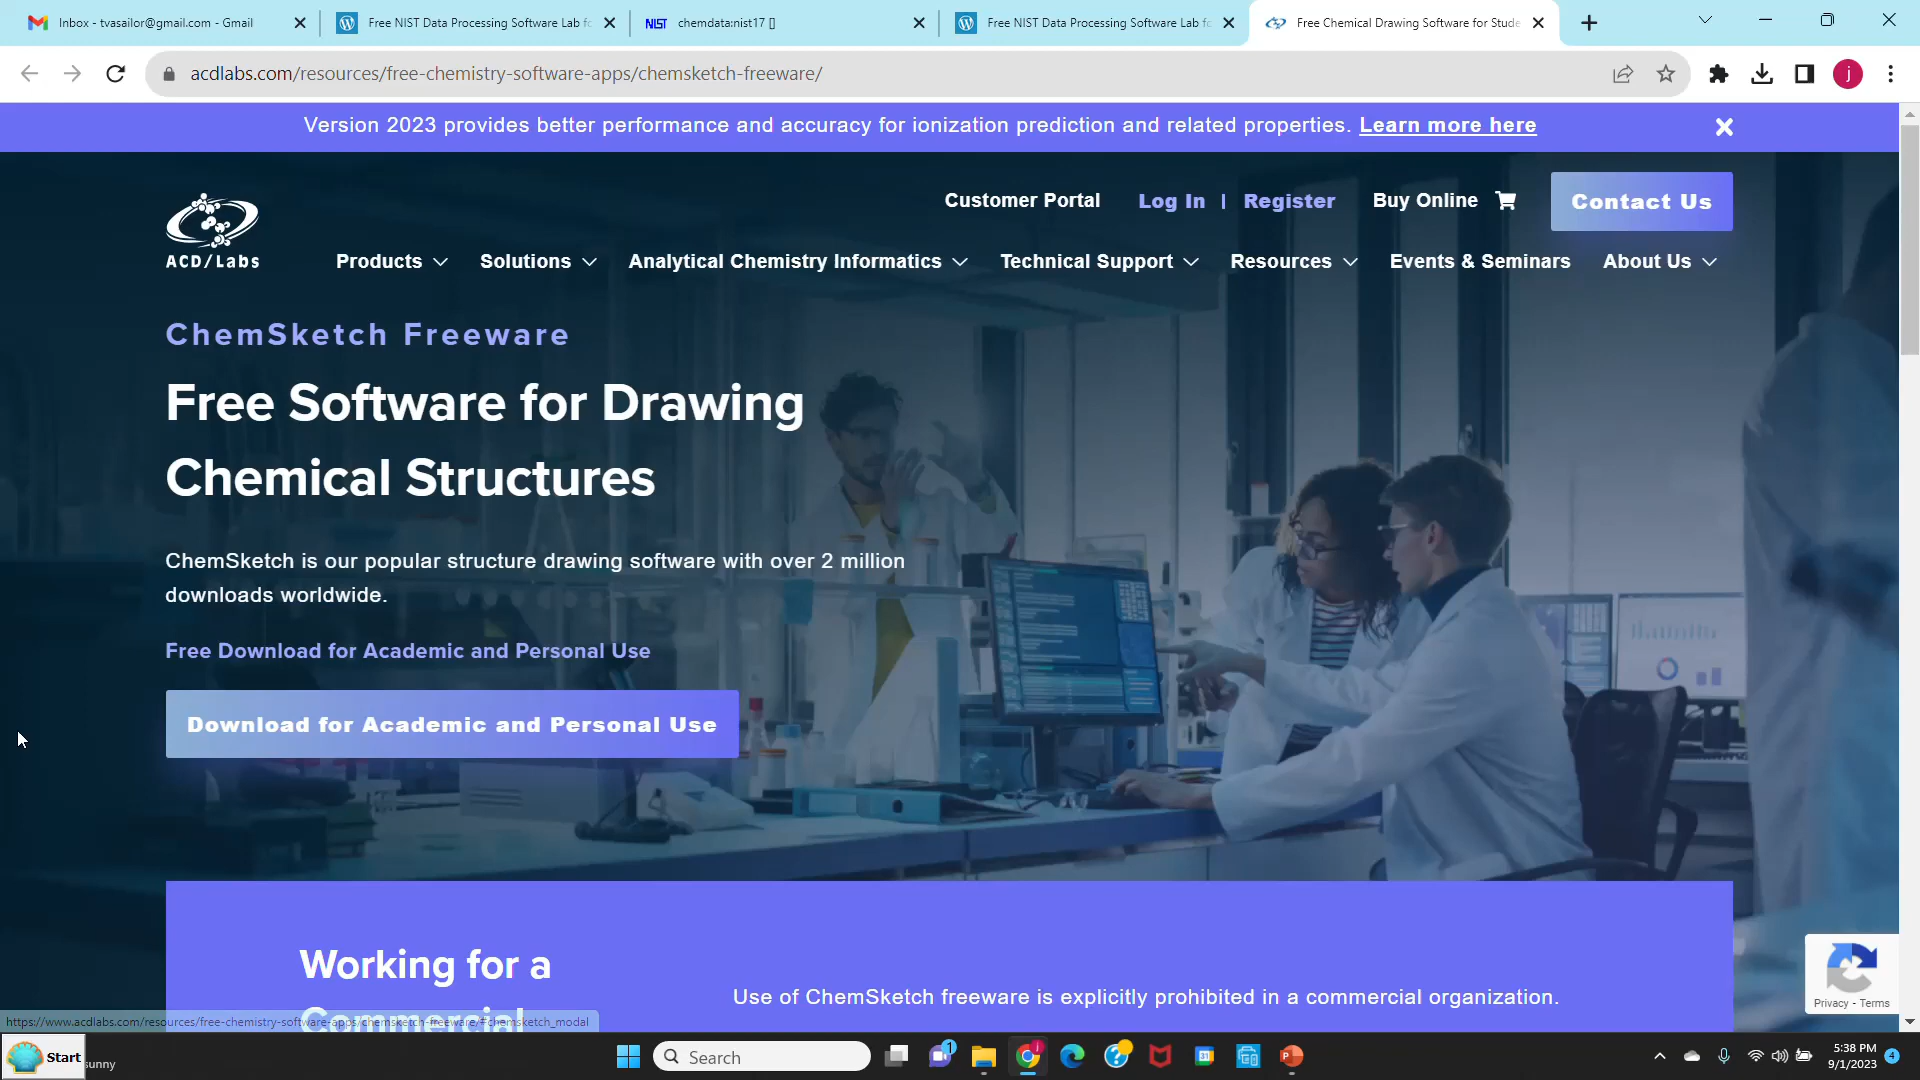 Inbox - tvasailor@gmail.com - Gmail
Free NIST Data Processing Software Lab fo
NIST chemdata:nist17 []
Free NIST Data Processing Software Lab fo
Free Chemical Drawing Software for Stude
acdlabs.com/resources/free-chemistry-software-apps/chemsketch-freeware/
j
Version 2023 provides better performance and accuracy for ionization prediction and related properties. Learn more here
Customer Portal Log In | Register Buy Online Contact Us
ACD/Labs
Products Solutions Analytical Chemistry Informatics Technical Support Resources Events & Seminars About Us
ChemSketch Freeware
Free Software for Drawing
Chemical Structures
ChemSketch is our popular structure drawing software with over 2 million
downloads worldwide.
Free Download for Academic and Personal Use
Download for Academic and Personal Use
Working for a
Commercial
Use of ChemSketch freeware is explicitly prohibited in a commercial organization.
Privacy - Terms
https://www.acdlabs.com/resources/free-chemistry-software-apps/chemsketch-freeware/#chemsketch_modal
Start
sunny
Search
1
5:38 PM
9/1/2023
4